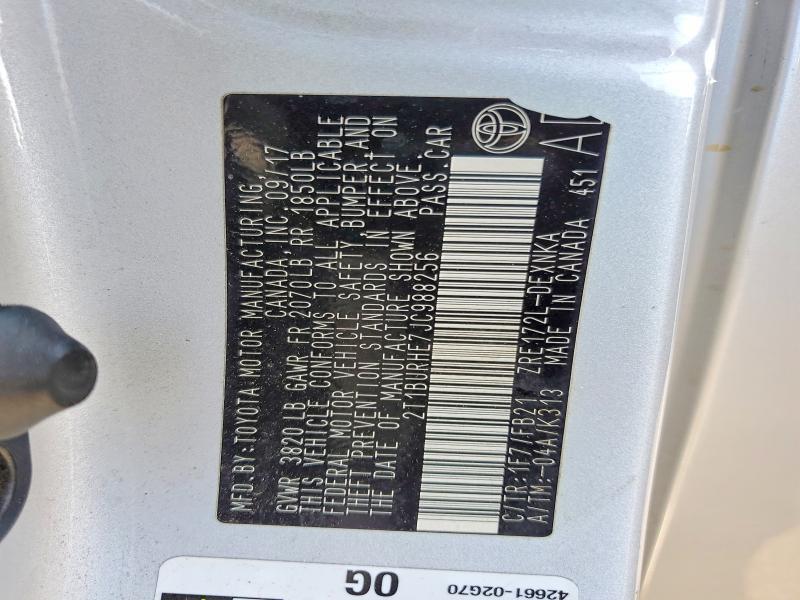 MFD. BY: TOYOTA MOTOR MANUFACTURING
CANADA, INC. 09/17
GVWR 3820 LB GAWR FR 2070LB RR 1850LB
THIS VEHICLE CONFORMS TO ALL APPLICABLE
FEDERAL MOTOR VEHICLE SAFETY, BUMPER, AND
THEFT PREVENTION STANDARDS IN EFFECT ON
THE DATE OF MANUFACTURE SHOWN ABOVE.
2T1BURHE7JC988256 PASS. CAR
C/TR: 1F7/FB21 ZRE172L-DEXNKA
A/TM: -04A/K313 MADE IN CANADA 451
OG
42661-02G70